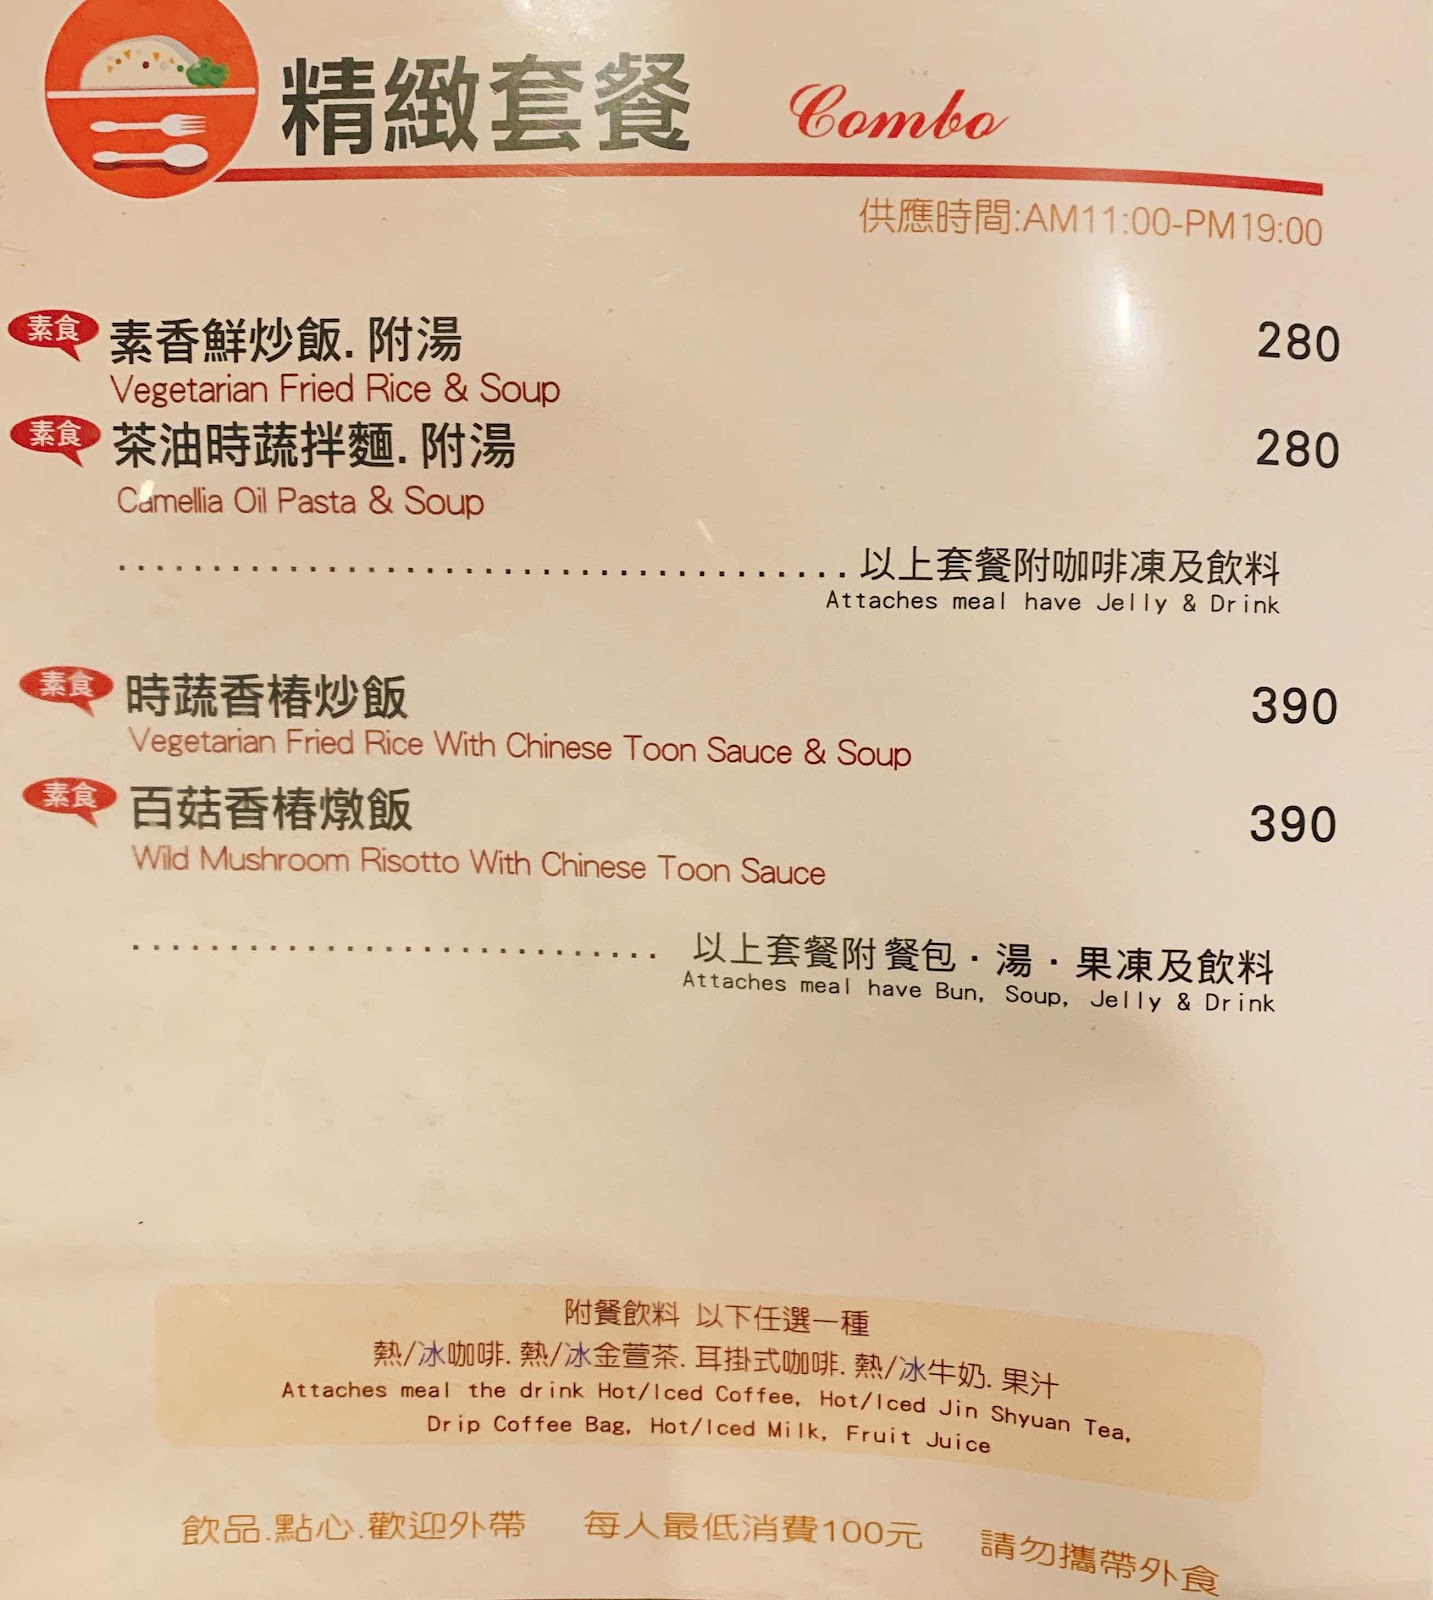 精緻套餐 Combo
供應時間:AM11:00-PM19:00
素食 素香鮮炒飯.附湯 280
Vegetarian Fried Rice & Soup
素食 茶油時蔬拌麵.附湯 280
Camellia Oil Pasta & Soup
......................................以上套餐附咖啡凍及飲料
Attaches meal have Jelly & Drink
素食 時蔬香椿炒飯 390
Vegetarian Fried Rice With Chinese Toon Sauce & Soup
素食 百菇香椿燉飯 390
Wild Mushroom Risotto With Chinese Toon Sauce
............................ 以上套餐附餐包・湯・果凍及飲料
Attaches meal have Bun, Soup, Jelly & Drink
附餐飲料 以下任選一種
熱/冰咖啡.熱/冰金萱茶.耳掛式咖啡.熱/冰牛奶.果汁
Attaches meal the drink Hot/Iced Coffee, Hot/Iced Jin Shyuan Tea,
Drip Coffee Bag, Hot/Iced Milk, Fruit Juice
飲品.點心.歡迎外帶 每人最低消費100元 請勿攜帶外食